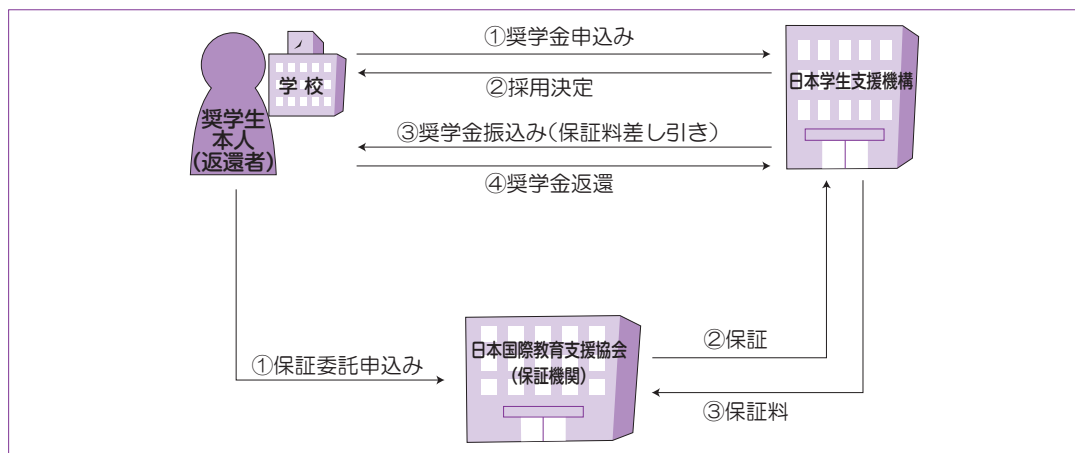 ①奨学金申込み
学校
②採用決定
日本学生支援機構
奨学生
本人
(返還者)
③奨学金振込み(保証料差し引き)
④奨学金返還
①保証委託申込み
日本国際教育支援協会
(保証機関)
②保証
③保証料